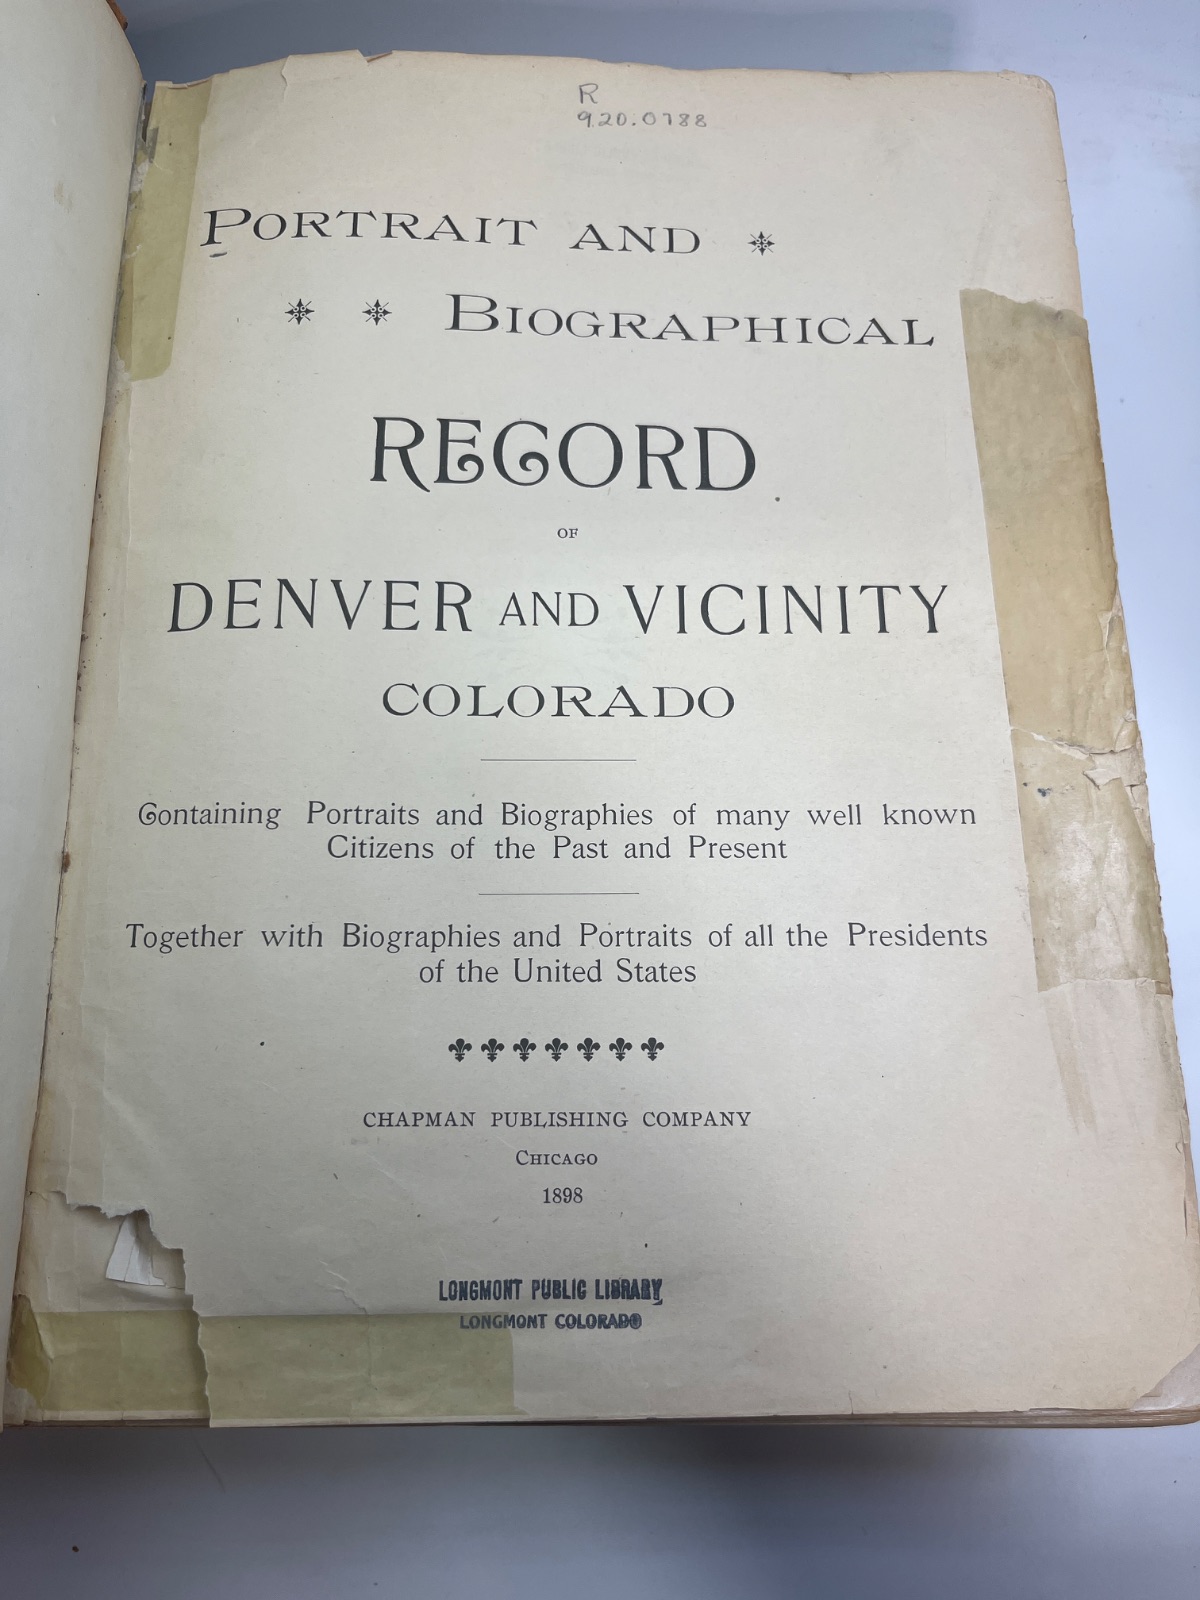 R
920.0788
PORTRAIT AND
BIOGRAPHICAL
RECORD
OF
DENVER AND VICINITY
COLORADO
Containing Portraits and Biographies of many well known
Citizens of the Past and Present
Together with Biographies and Portraits of all the Presidents
of the United States
CHAPMAN PUBLISHING COMPANY
CHICAGO
1898
LONGMONT PUBLIC LIBRARY
LONGMONT COLORADO